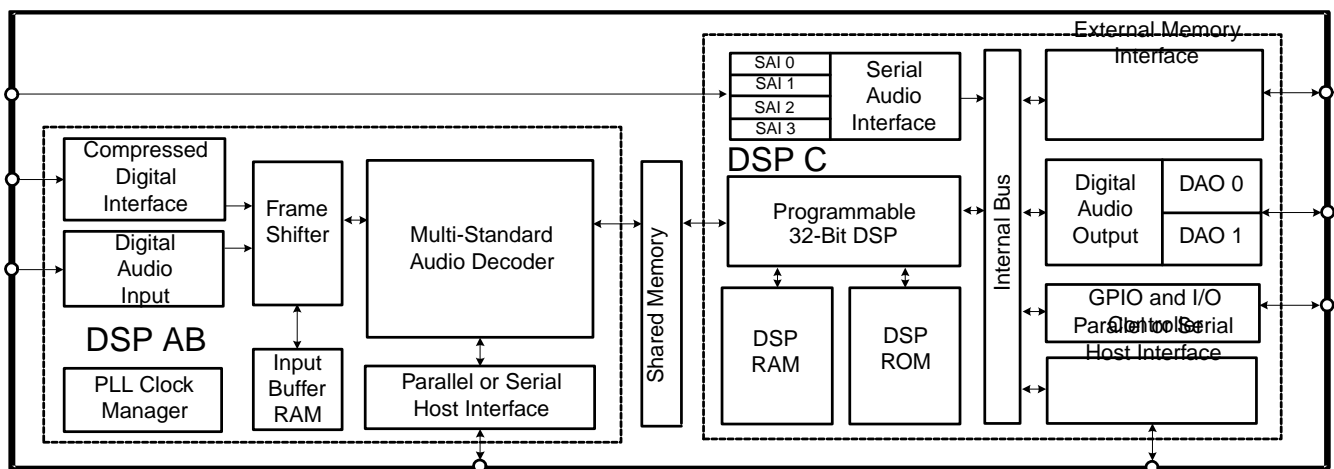 Compressed
Digital
Interface
Digital
Audio
Input
DSP AB
PLL Clock
Manager
Frame
Shifter
Input
Buffer
RAM
Multi-Standard
Audio Decoder
Parallel or Serial
Host Interface
Shared Memory
SAI 0
SAI 1
SAI 2
SAI 3
Serial
Audio
Interface
DSP C
Programmable
32-Bit DSP
DSP
RAM
DSP
ROM
Internal Bus
External Memory
Interface
Digital
Audio
Output
DAO 0
DAO 1
GPIO and I/O
Controller
Parallel or Serial
Host Interface